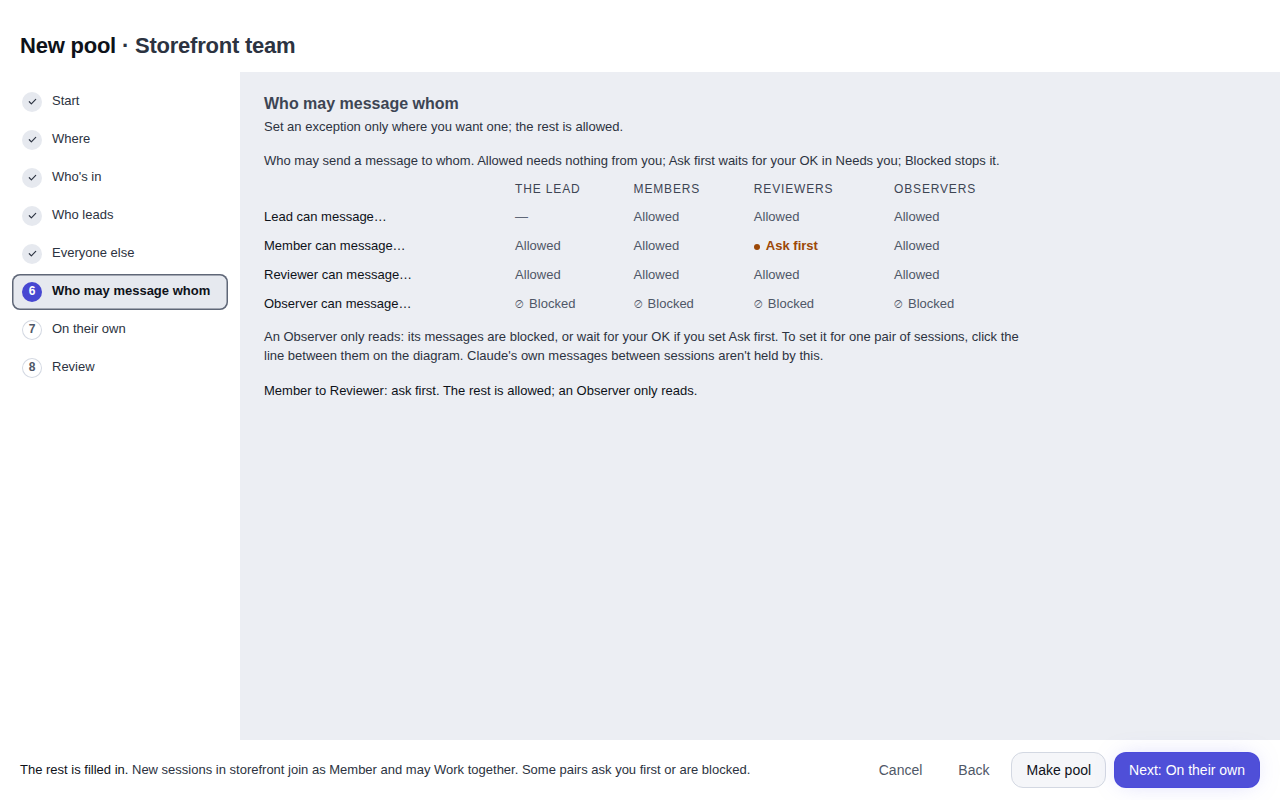 New pool · Storefront team
Start
Where
Who's in
Who leads
Everyone else
6 Who may message whom
7 On their own
8 Review
Who may message whom
Set an exception only where you want one; the rest is allowed.
Who may send a message to whom. Allowed needs nothing from you; Ask first waits for your OK in Needs you; Blocked stops it.
THE LEAD MEMBERS REVIEWERS OBSERVERS
Lead can message… — Allowed Allowed Allowed
Member can message… Allowed Allowed Ask first Allowed
Reviewer can message… Allowed Allowed Allowed Allowed
Observer can message… Blocked Blocked Blocked Blocked
An Observer only reads: its messages are blocked, or wait for your OK if you set Ask first. To set it for one pair of sessions, click the
line between them on the diagram. Claude's own messages between sessions aren't held by this.
Member to Reviewer: ask first. The rest is allowed; an Observer only reads.
The rest is filled in. New sessions in storefront join as Member and may Work together. Some pairs ask you first or are blocked.
Cancel Back Make pool Next: On their own